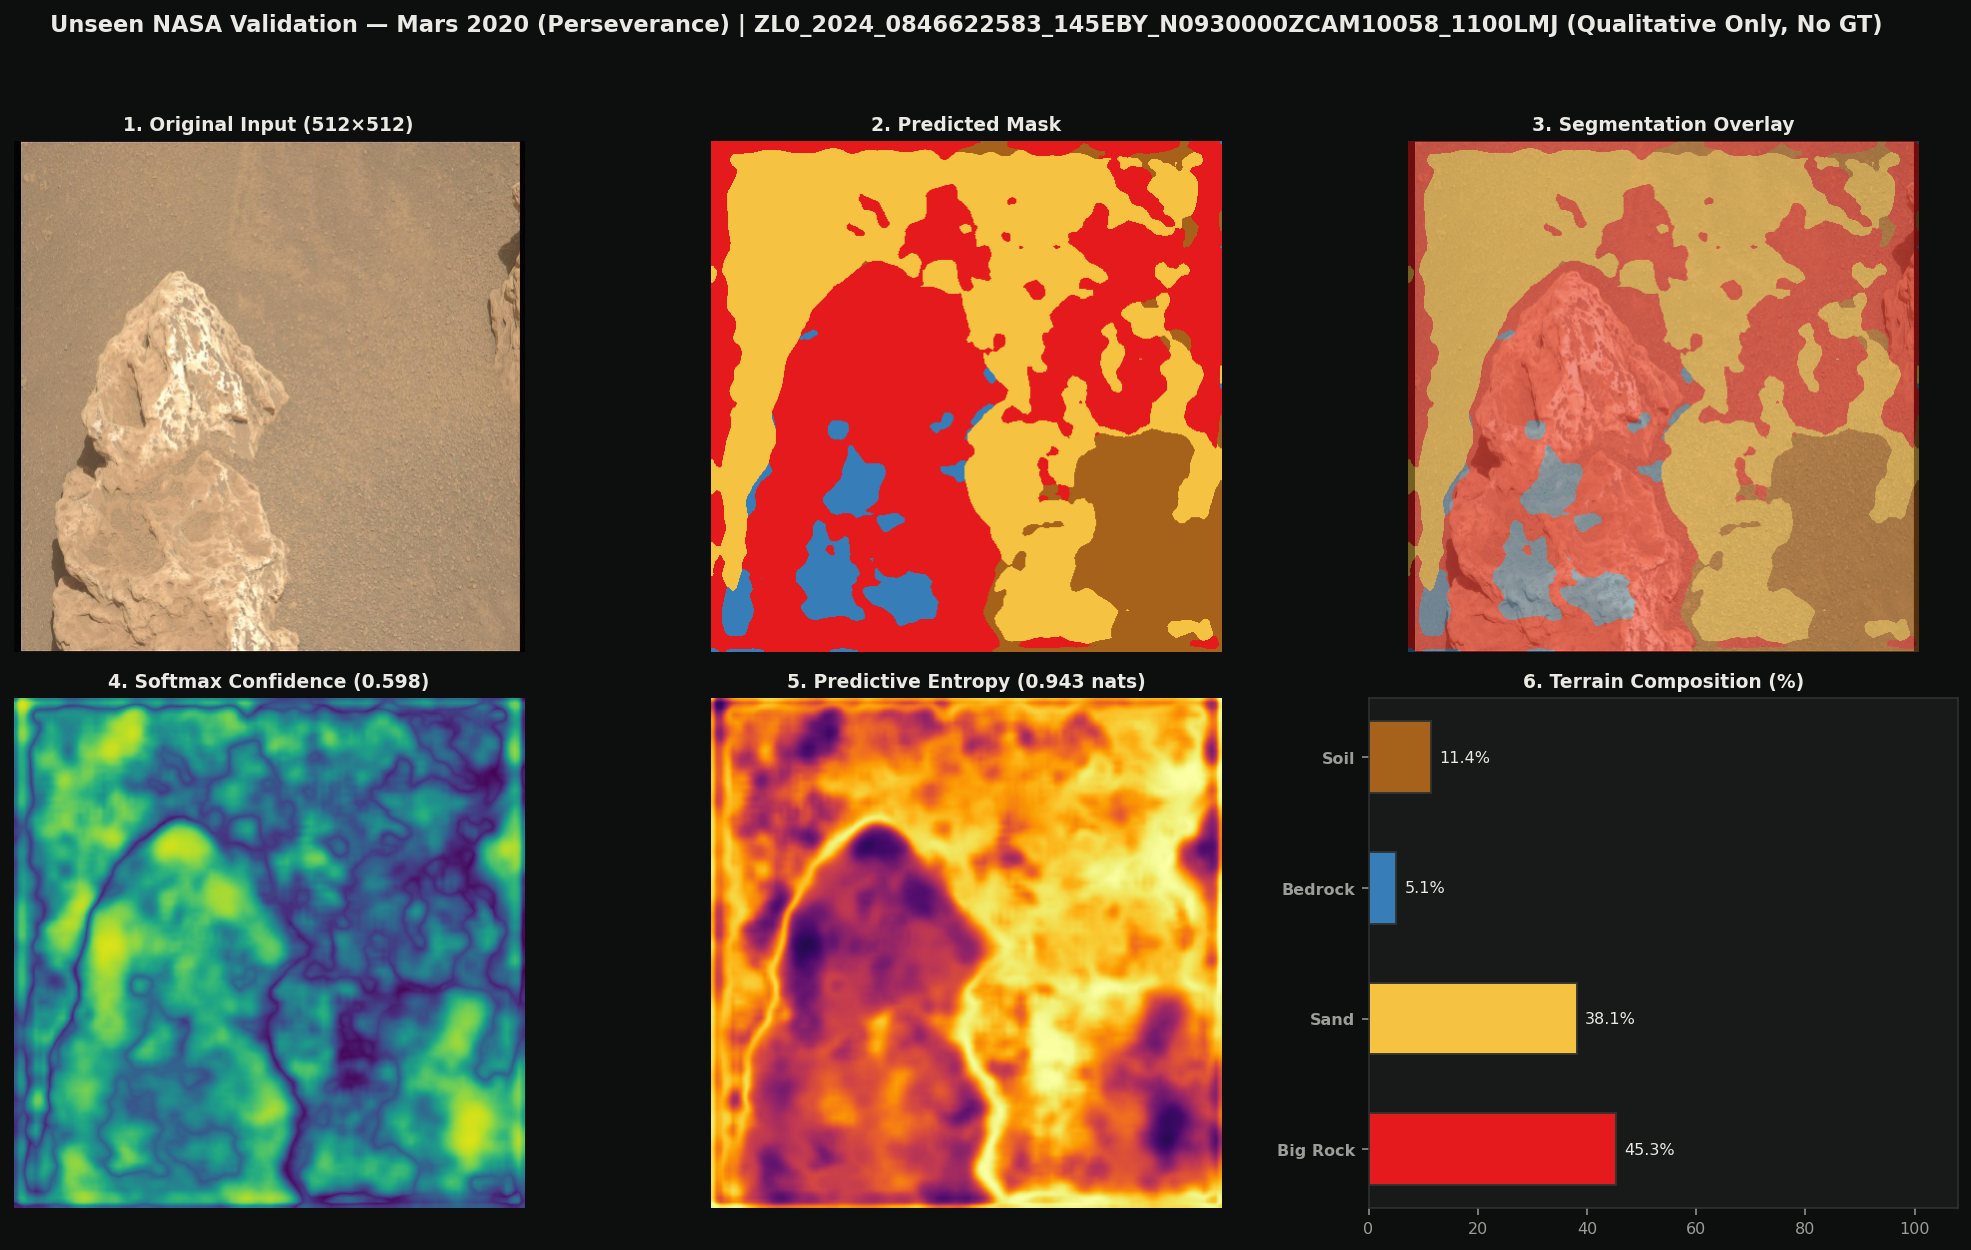 Unseen NASA Validation — Mars 2020 (Perseverance) | ZL0_2024_0846622583_145EBY_N0930000ZCAM10058_1100LMJ (Qualitative Only, No GT)
1. Original Input (512×512)
2. Predicted Mask
3. Segmentation Overlay
4. Softmax Confidence (0.598)
5. Predictive Entropy (0.943 nats)
6. Terrain Composition (%)
Soil 11.4%
Bedrock 5.1%
Sand 38.1%
Big Rock 45.3%
0 20 40 60 80 100